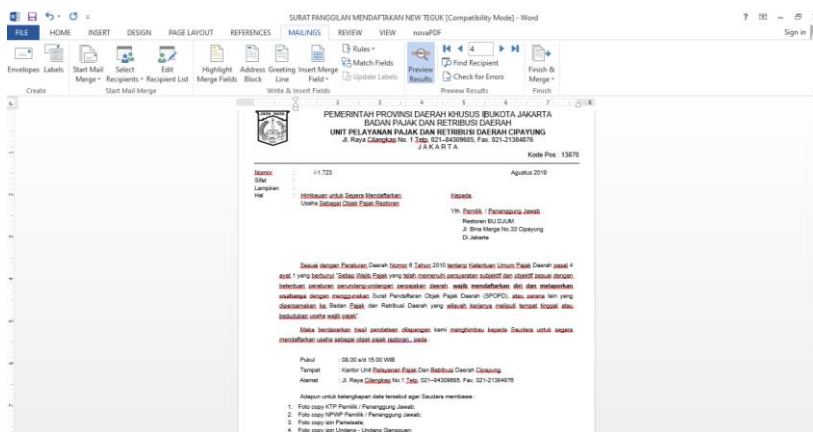 SURAT PANGGILAN MENDAFTAKAN NEW TEGUK [Compatibility Mode] - Word
FILE HOME INSERT DESIGN PAGE LAYOUT REFERENCES MAILINGS REVIEW VIEW novaPDF Sign in
Envelopes Labels Start Mail Merge Select Recipients Edit Recipient List Highlight Merge Fields Address Block Greeting Line Insert Merge Field Rules Match Fields Update Labels Preview Results 4 Find Recipient Check for Errors Finish & Merge
Create Start Mail Merge Write & Insert Fields Preview Results Finish
PEMERINTAH PROVINSI DAERAH KHUSUS IBUKOTA JAKARTA
BADAN PAJAK DAN RETRIBUSI DAERAH
UNIT PELAYANAN PAJAK DAN RETRIBUSI DAERAH CIPAYUNG
Jl. Raya Cilangkap No. 1 Telp. 021–84309685, Fax. 021-21384876
J A K A R T A
Kode Pos : 13870
Nomor : /-1.723 Agustus 2019
Sifat :
Lampiran :
Hal : Himbauan untuk Segera Mendaftarkan Kepada
Usaha Sebagai Objek Pajak Restoran
Yth. Pemilik / Penanggung Jawab
Restoran BU DJUM
Jl. Bina Marga No.33 Cipayung
Di Jakarta
Sesuai dengan Peraturan Daerah Nomor 6 Tahun 2010 tentang Ketentuan Umum Pajak Daerah pasal 4
ayat 1 yang berbunyi "Setiap Wajib Pajak yang telah memenuhi persyaratan subjektif dan objektif sesuai dengan
ketentuan peraturan perundang-undangan perpajakan daerah, wajib mendaftarkan diri dan melaporkan
usahanya dengan menggunakan Surat Pendaftaran Objek Pajak Daerah (SPOPD), atau sarana lain yang
dipersamakan ke Badan Pajak dan Retribusi Daerah yang wilayah kerjanya meliputi tempat tinggal atau
kedudukan usaha wajib pajak".
Maka berdasarkan hasil pendataan dilapangan kami menghimbau kepada Saudara untuk segera
mendaftarkan usaha sebagai objek pajak restoran., pada :
Pukul : 08.00 s/d 15.00 WIB
Tempat : Kantor Unit Pelayanan Pajak Dan Retribusi Daerah Cipayung
Alamat : Jl. Raya Cilangkap No.1 Telp. 021–84309685, Fax. 021-21384876
Adapun untuk kelengkapan data tersebut agar Saudara membawa :
1. Foto copy KTP Pemilik / Penanggung Jawab;
2. Foto copy NPWP Pemilik / Penanggung Jawab;
3. Foto copy izin Pariwisata;
4. Foto copy izin Undang - Undang Gangguan;